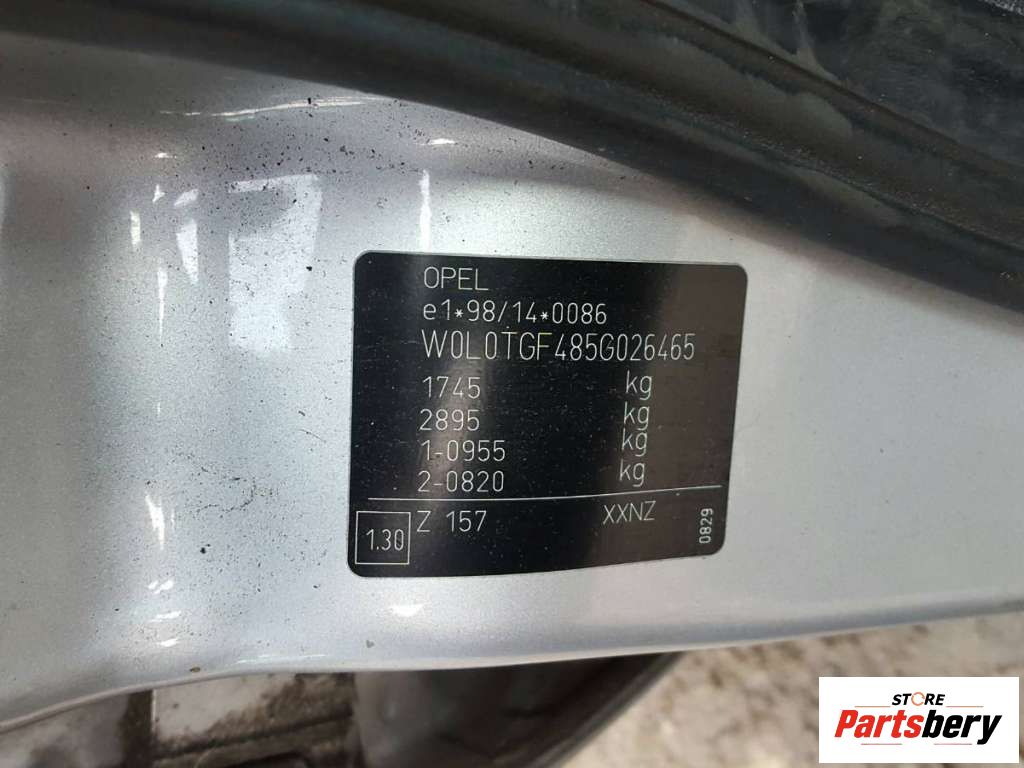 OPEL
e1*98/14*0086
W0L0TGF485G026465
1745 kg
2895 kg
1-0955 kg
2-0820 kg
1.30 Z 157 XXNZ 0829
STORE
Partsbery